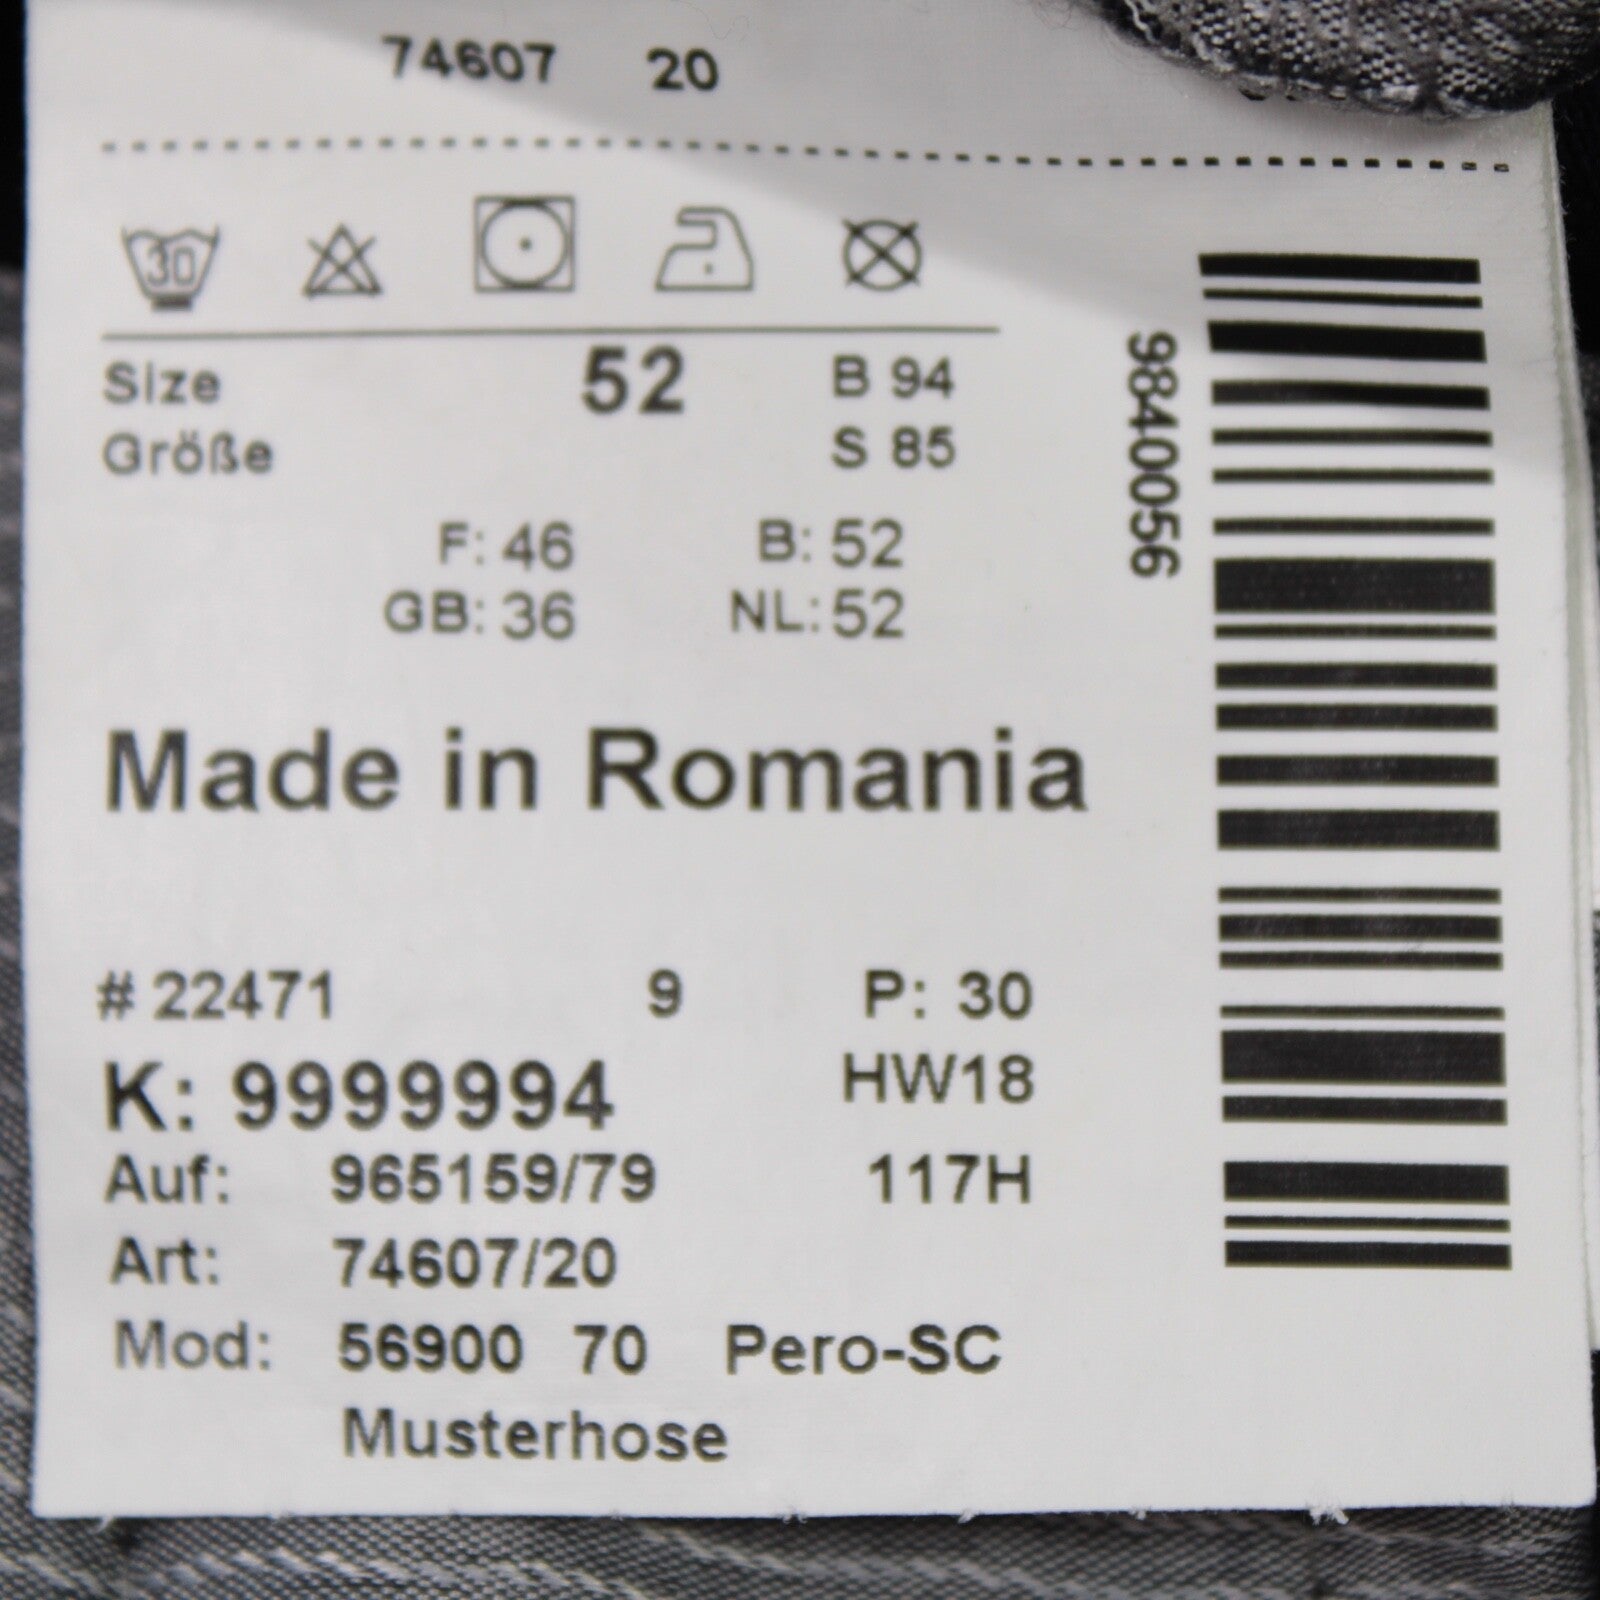 74607 20
30
Size 52 B 94
Größe S 85
F: 46 B: 52
GB: 36 NL: 52
Made in Romania
# 22471 9 P: 30
K: 9999994 HW18
Auf: 965159/79 117H
Art: 74607/20
Mod: 56900 70 Pero-SC
Musterhose
9840056